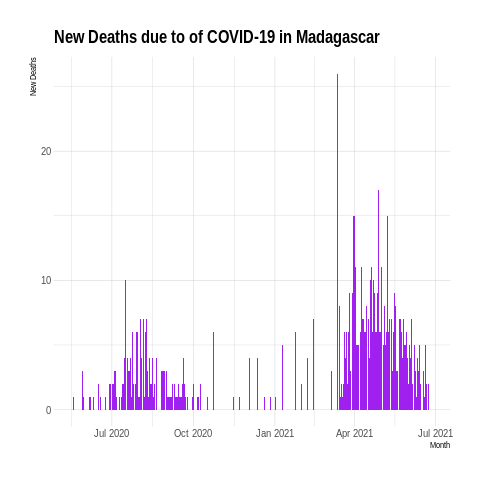 New Deaths due to of COVID-19 in Madagascar
New Deaths
20
10
0
Jul 2020 Oct 2020 Jan 2021 Apr 2021 Jul 2021
Month